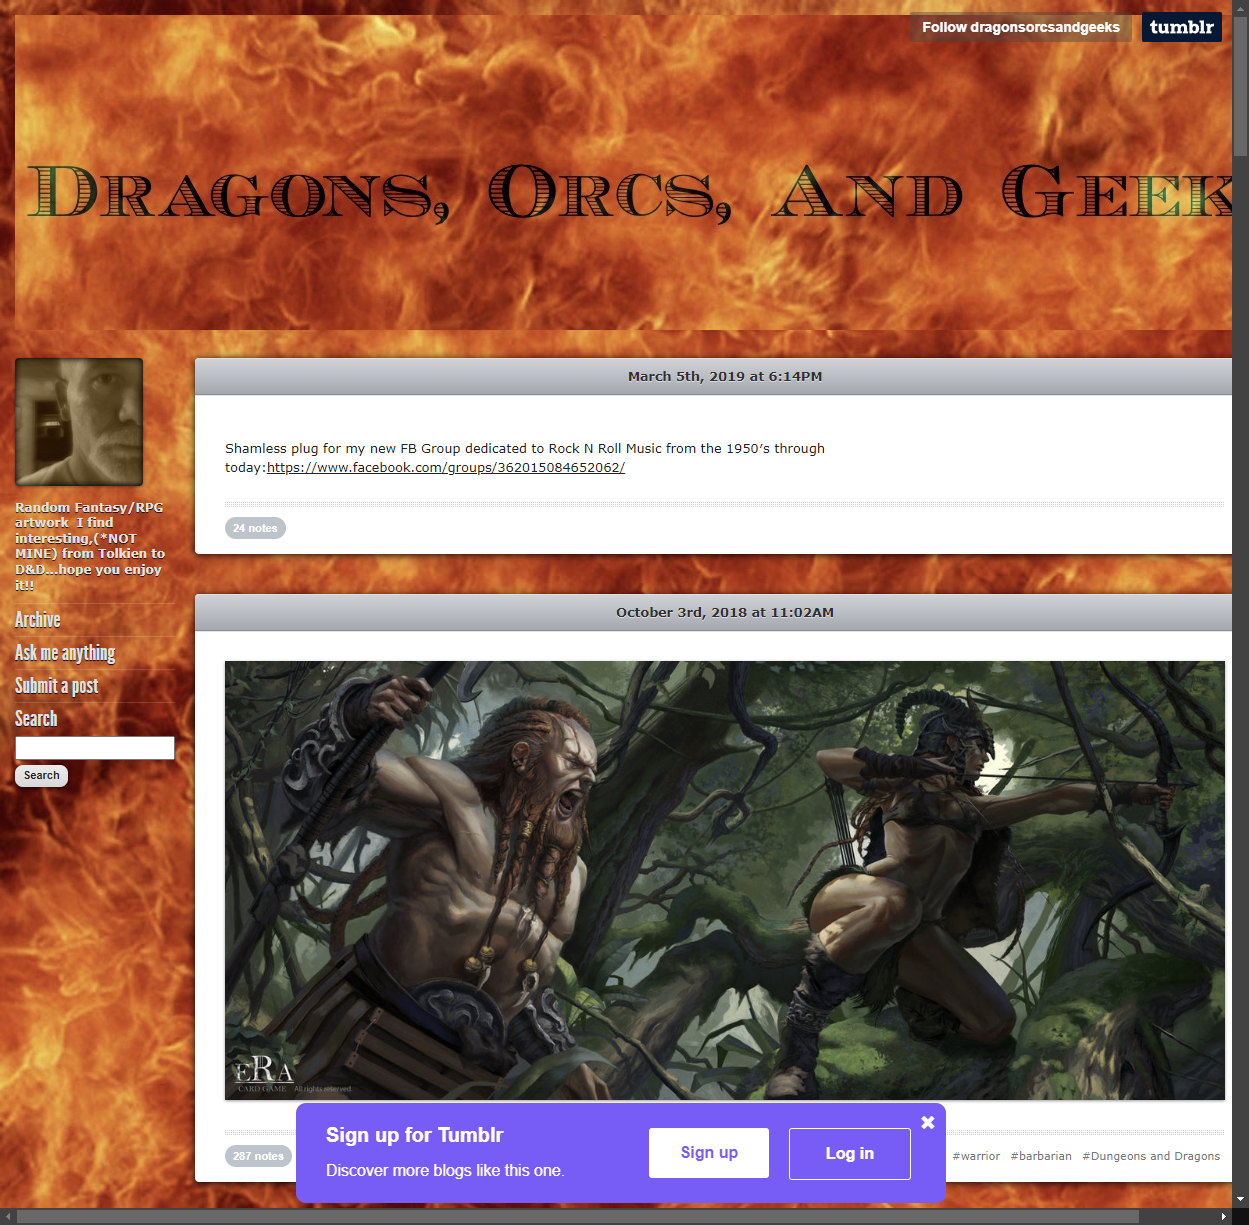 Follow dragonsorcsandgeeks
tumblr
Dragons, Orcs, And Geek
March 5th, 2019 at 6:14PM
Shamless plug for my new FB Group dedicated to Rock N Roll Music from the 1950's through
today:https://www.facebook.com/groups/362015084652062/
24 notes
Random Fantasy/RPG
artwork I find
interesting,(*NOT
MINE) from Tolkien to
D&D...hope you enjoy
it!!
Archive
Ask me anything
Submit a post
Search
Search
October 3rd, 2018 at 11:02AM
eRA
CARD GAME All rights reserved.
287 notes
#warrior #barbarian #Dungeons and Dragons
Sign up for Tumblr
Discover more blogs like this one.
Sign up
Log in